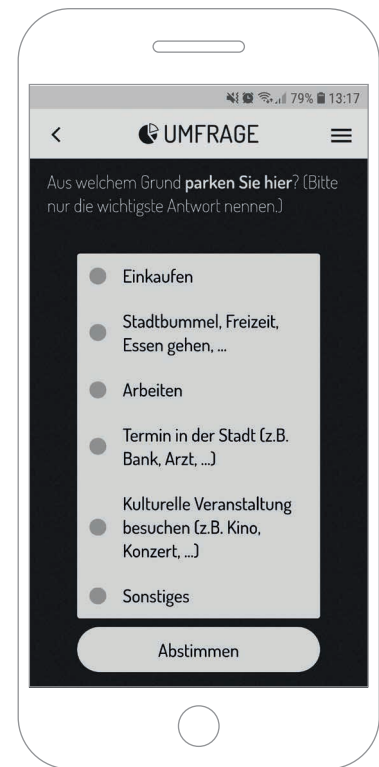 79% 13:17
UMFRAGE
Aus welchem Grund parken Sie hier? (Bitte
nur die wichtigste Antwort nennen.)
Einkaufen
Stadtbummel, Freizeit,
Essen gehen, ...
Arbeiten
Termin in der Stadt (z.B.
Bank, Arzt, ...)
Kulturelle Veranstaltung
besuchen (z.B. Kino,
Konzert, ...)
Sonstiges
Abstimmen